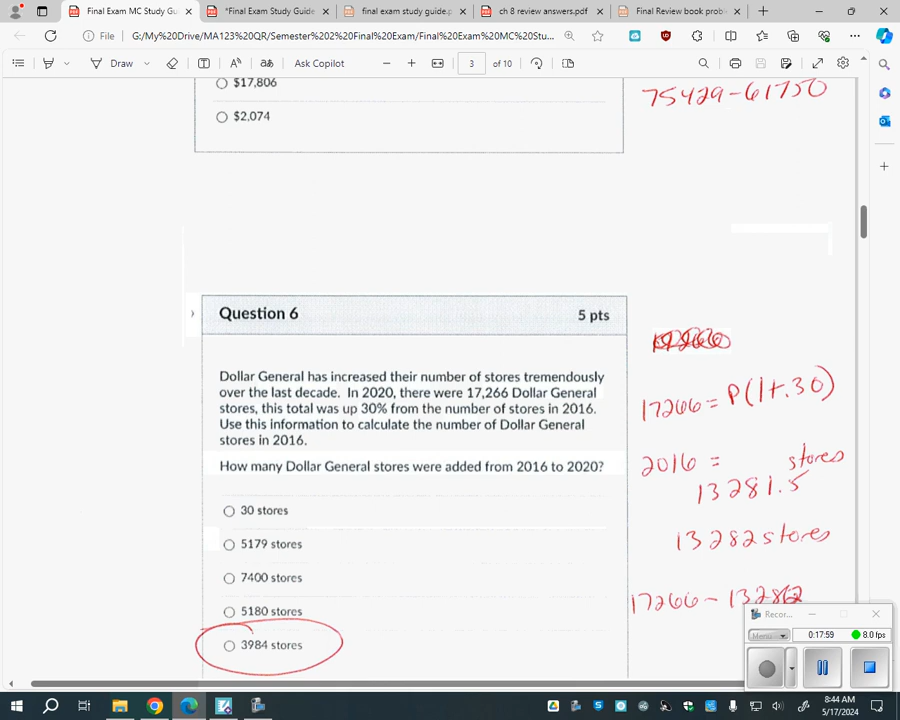 Final Exam MC Study Gu
*Final Exam Study Guide
final exam study guide.p
ch 8 review answers.pdf
Final Review book prob
File
G:/My%20Drive/MA123%20QR/Semester%202%20Final%20Exam/Final%20Exam%20MC%20Stu...
Draw
Ask Copilot
3
of 10
$17,806
75429-61750
$2,074
Question 6
5 pts
Dollar General has increased their number of stores tremendously
over the last decade. In 2020, there were 17,266 Dollar General
stores, this total was up 30% from the number of stores in 2016.
Use this information to calculate the number of Dollar General
stores in 2016.
17266 = P(1+.30)
How many Dollar General stores were added from 2016 to 2020?
2016 = stores
13281.5
30 stores
13282 stores
5179 stores
7400 stores
17266 - 13282
5180 stores
3984 stores
Recor...
Menu
0:17:59
8.0 fps
8:44 AM
5/17/2024